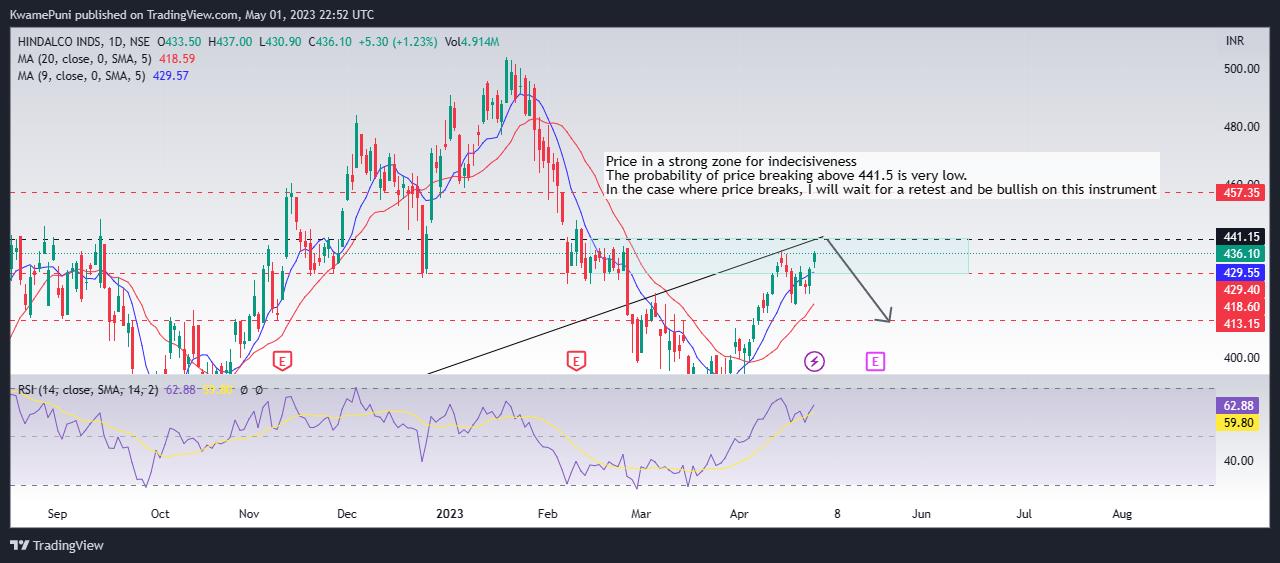 KwamePuni published on TradingView.com, May 01, 2023 22:52 UTC
HINDALCO INDS, 1D, NSE O433.50 H437.00 L430.90 C436.10 +5.30 (+1.23%) Vol4.914M
INR
MA (20, close, 0, SMA, 5) 418.59
MA (9, close, 0, SMA, 5) 429.57
500.00
480.00
Price in a strong zone for indecisiveness
The probability of price breaking above 441.5 is very low.
In the case where price breaks, I will wait for a retest and be bullish on this instrument
460.00
457.35
441.15
436.10
429.55
429.40
418.60
413.15
400.00
E
E
E
RSI (14, close, SMA, 14, 2) 62.88 59.80 Ø Ø
62.88
59.80
40.00
Sep Oct Nov Dec 2023 Feb Mar Apr 8 Jun Jul Aug
TradingView